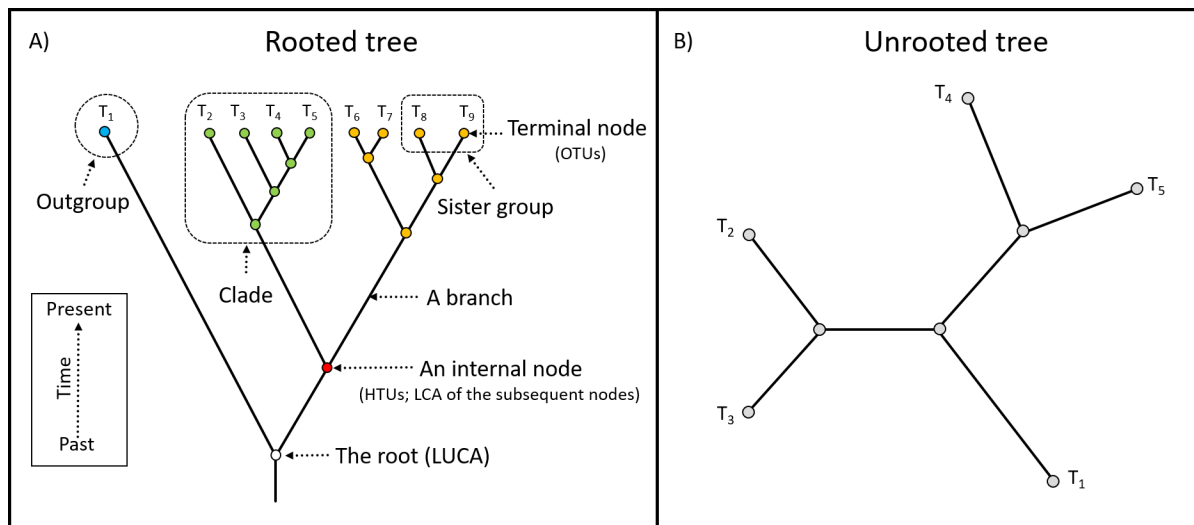 A)
Rooted tree
T1
T2
T3
T4
T5
T6
T7
T8
T9
Terminal node
(OTUs)
Outgroup
Sister group
Clade
A branch
Present
Time
Past
An internal node
(HTUs; LCA of the subsequent nodes)
The root (LUCA)
B)
Unrooted tree
T4
T5
T2
T3
T1